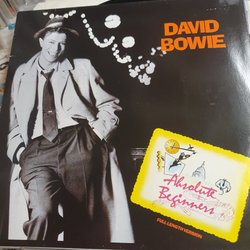 DAVID
BOWIE
Absolute
Beginners
FULL LENGTH VERSION